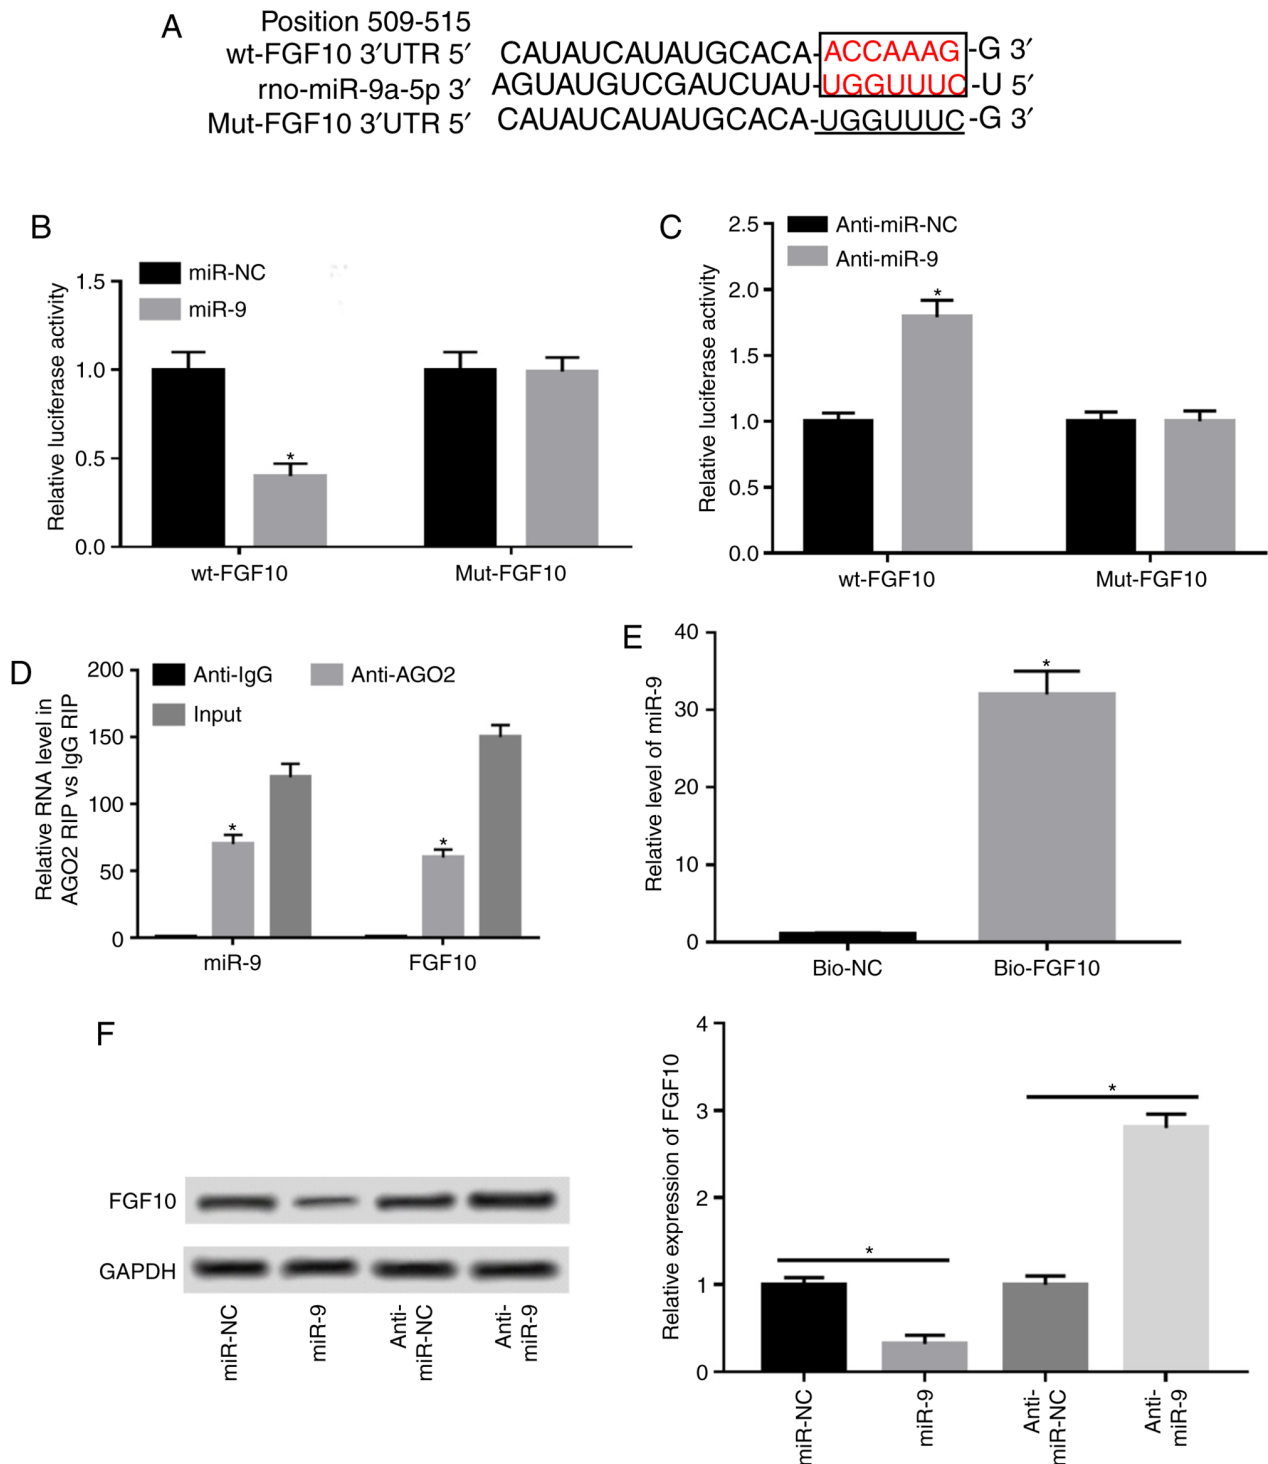 A
Position 509-515
wt-FGF10 3′UTR 5′ CAUAUCAUAUGCACA-ACCAAAG-G 3′
rno-miR-9a-5p 3′ AGUAUGUCGAUCUAU-UGGUUUC-U 5′
Mut-FGF10 3′UTR 5′ CAUAUCAUAUGCACA-UGGUUUC-G 3′
B
miR-NC
miR-9
Relative luciferase activity
1.5
1.0
0.5
0.0
*
wt-FGF10 Mut-FGF10
C
Anti-miR-NC
Anti-miR-9
Relative luciferase activity
2.5
2.0
1.5
1.0
0.5
0.0
*
wt-FGF10 Mut-FGF10
D
Anti-IgG Anti-AGO2
Input
Relative RNA level in
AGO2 RIP vs IgG RIP
200
150
100
50
0
*
*
miR-9 FGF10
E
Relative level of miR-9
40
30
20
10
0
*
Bio-NC Bio-FGF10
F
FGF10
GAPDH
miR-NC
miR-9
Anti-
miR-NC
Anti-
miR-9
Relative expression of FGF10
4
3
2
1
0
*
*
miR-NC
miR-9
Anti-
miR-NC
Anti-
miR-9